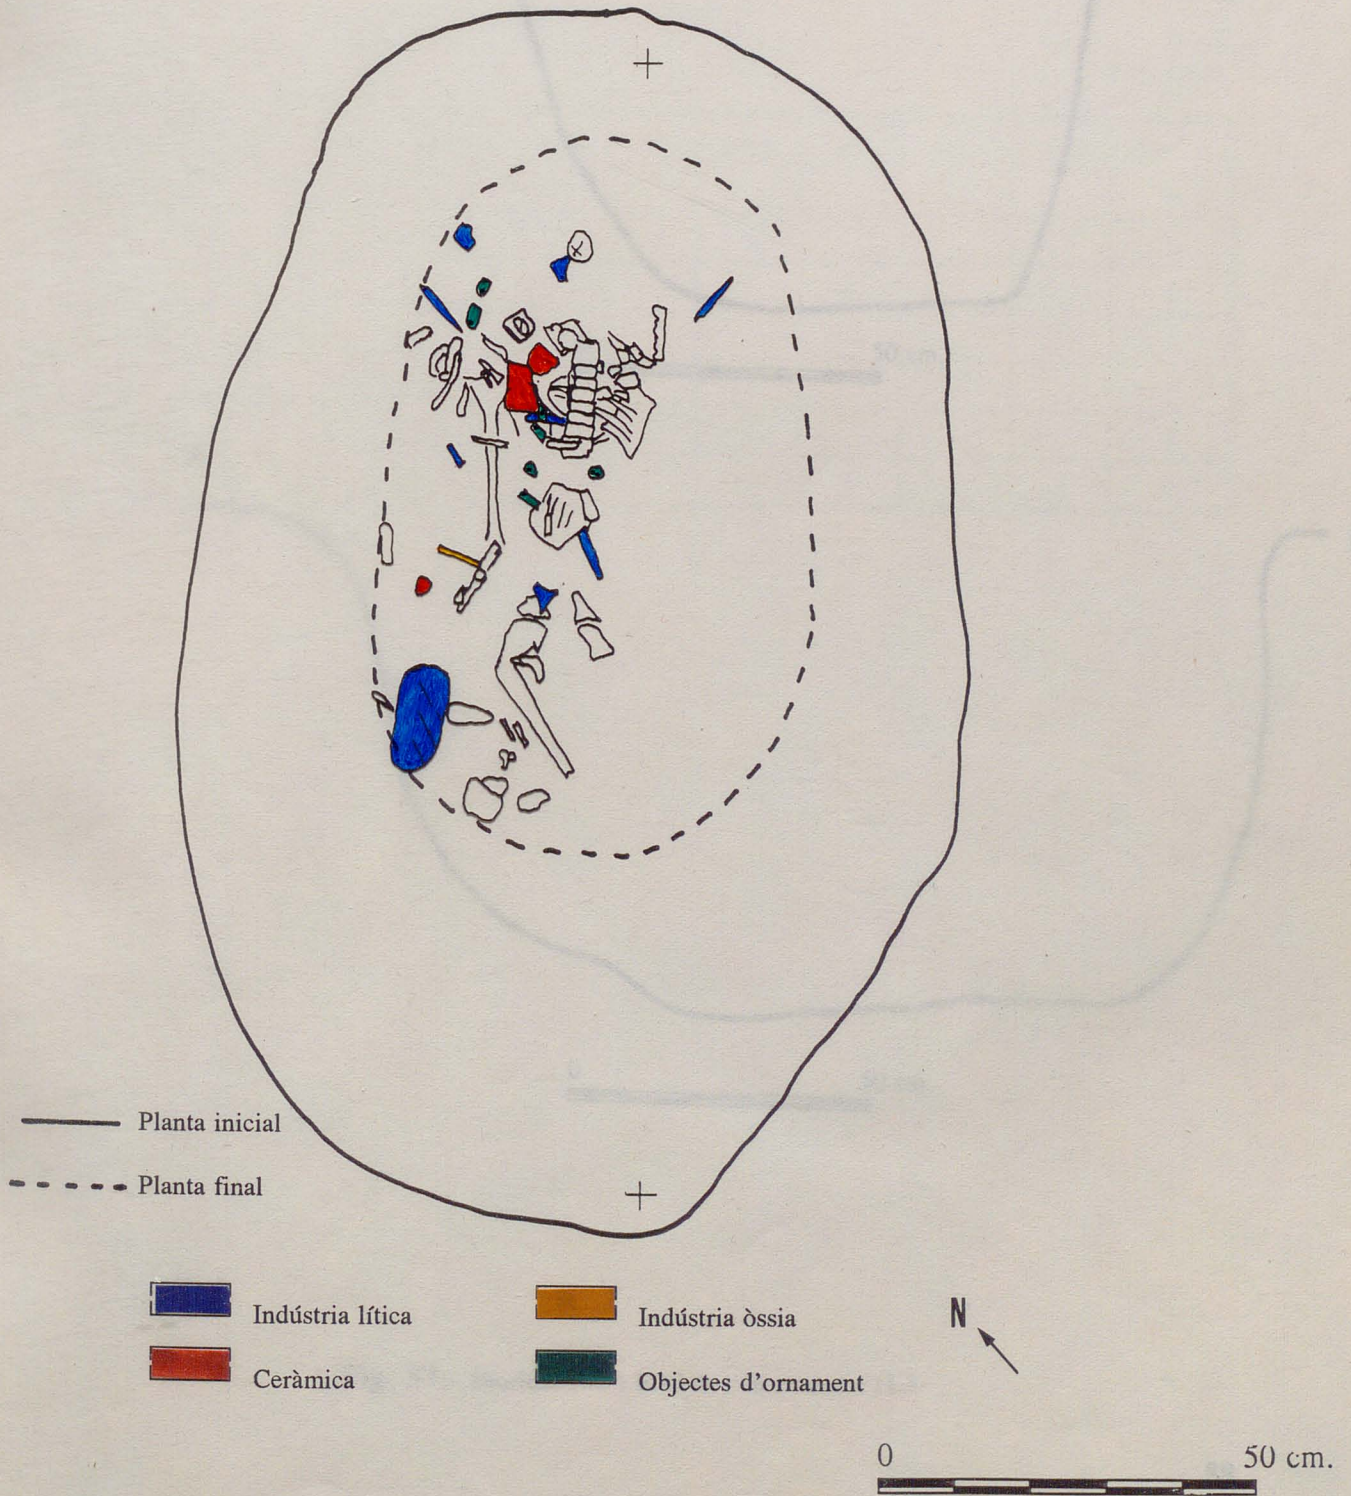 Planta inicial
Planta final
Indústria lítica
Indústria òssia
Ceràmica
Objectes d'ornament
N
0 50 cm.